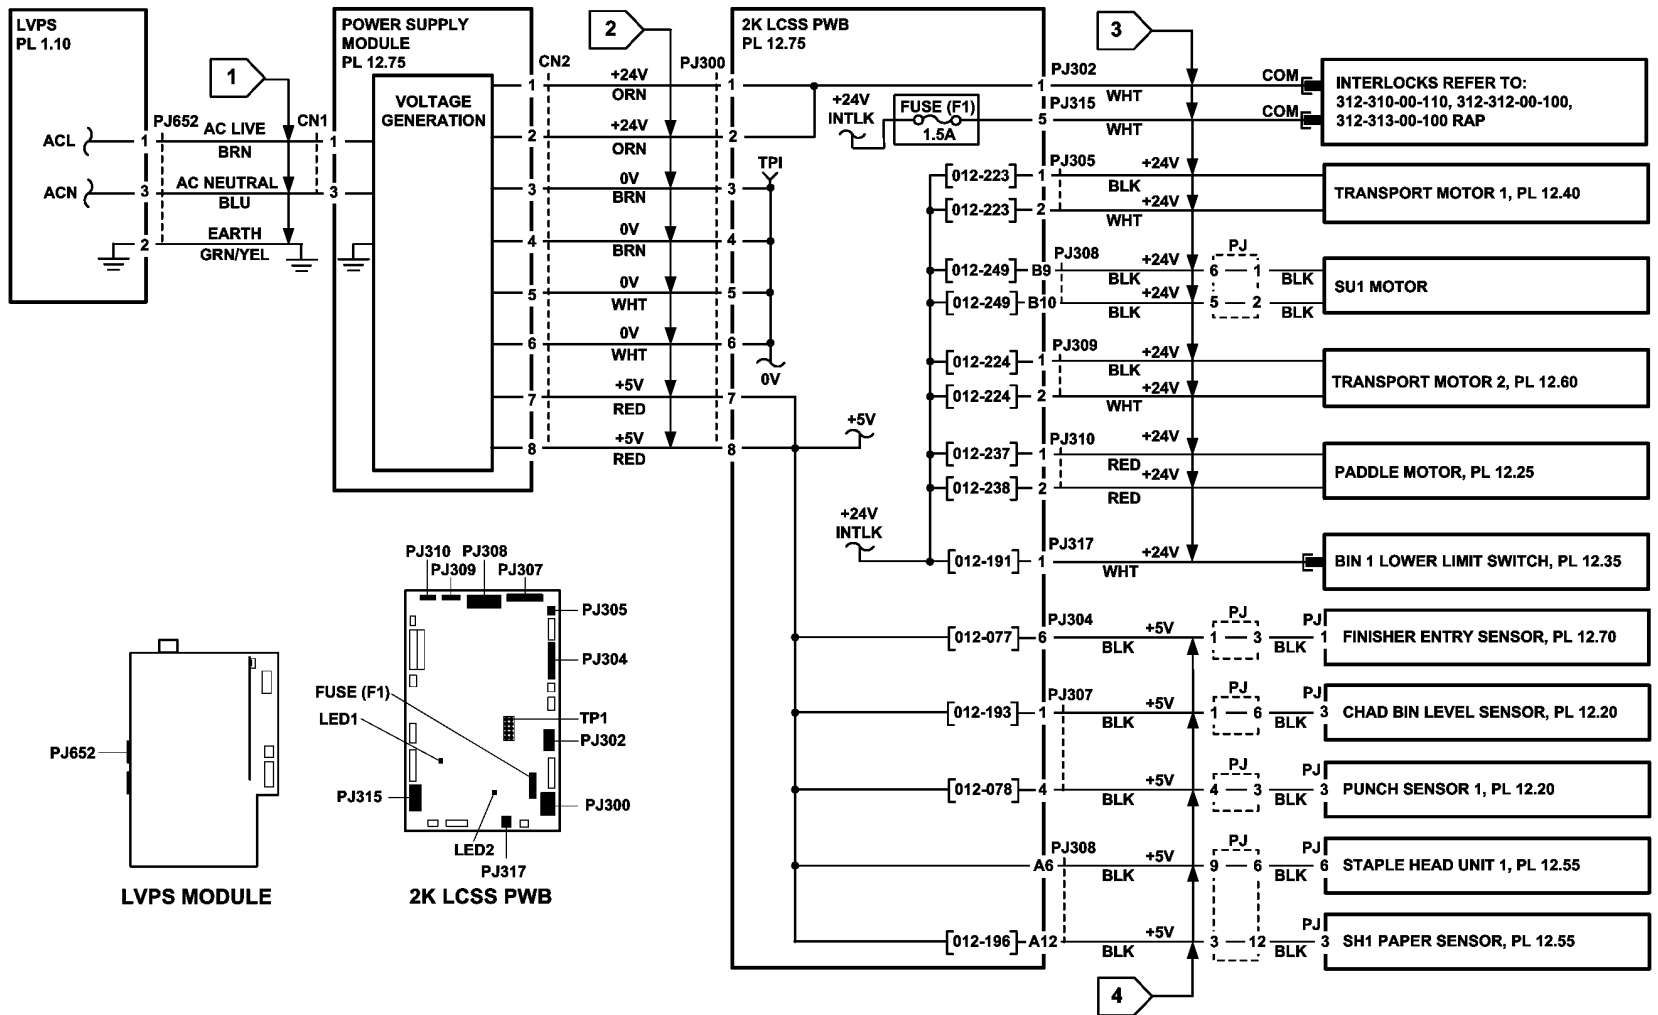 LVPS
PL 1.10
ACL
ACN
1
3
2
PJ652
AC LIVE
BRN
AC NEUTRAL
BLU
EARTH
GRN/YEL
1
CN1
1
3
POWER SUPPLY
MODULE
PL 12.75
VOLTAGE
GENERATION
CN2
2
PJ300
1 +24V 1
ORN
2 +24V 2
ORN
3 0V 3
BRN
4 0V 4
BRN
5 0V 5
WHT
6 0V 6
WHT
7 +5V 7
RED
8 +5V 8
RED
2K LCSS PWB
PL 12.75
TPI
0V
+5V
+24V
INTLK
FUSE (F1)
1.5A
+24V
INTLK
3
PJ302
1 WHT COM
PJ315
5 WHT COM
INTERLOCKS REFER TO:
312-310-00-110, 312-312-00-100,
312-313-00-100 RAP
PJ305
012-223 1 +24V
BLK
012-223 2 +24V
WHT
TRANSPORT MOTOR 1, PL 12.40
PJ308 PJ
012-249 B9 +24V 6 1
BLK BLK
012-249 B10 +24V 5 2
BLK BLK
SU1 MOTOR
PJ309
012-224 1 +24V
BLK
012-224 2 +24V
WHT
TRANSPORT MOTOR 2, PL 12.60
PJ310
012-237 1 +24V
RED
012-238 2 +24V
RED
PADDLE MOTOR, PL 12.25
PJ317
012-191 1 +24V
WHT
BIN 1 LOWER LIMIT SWITCH, PL 12.35
PJ304 PJ PJ
012-077 6 +5V 1 3 1
BLK BLK
FINISHER ENTRY SENSOR, PL 12.70
PJ307 PJ PJ
012-193 1 +5V 1 6 3
BLK BLK
CHAD BIN LEVEL SENSOR, PL 12.20
PJ PJ
012-078 4 +5V 4 3 3
BLK BLK
PUNCH SENSOR 1, PL 12.20
PJ308 PJ PJ
A6 +5V 9 6 6
BLK BLK
STAPLE HEAD UNIT 1, PL 12.55
PJ
012-196 A12 +5V 3 12 3
BLK BLK
SH1 PAPER SENSOR, PL 12.55
4
PJ652
LVPS MODULE
PJ310 PJ308
PJ309 PJ307
PJ305
PJ304
FUSE (F1)
LED1
TP1
PJ302
PJ315
PJ300
LED2
PJ317
2K LCSS PWB